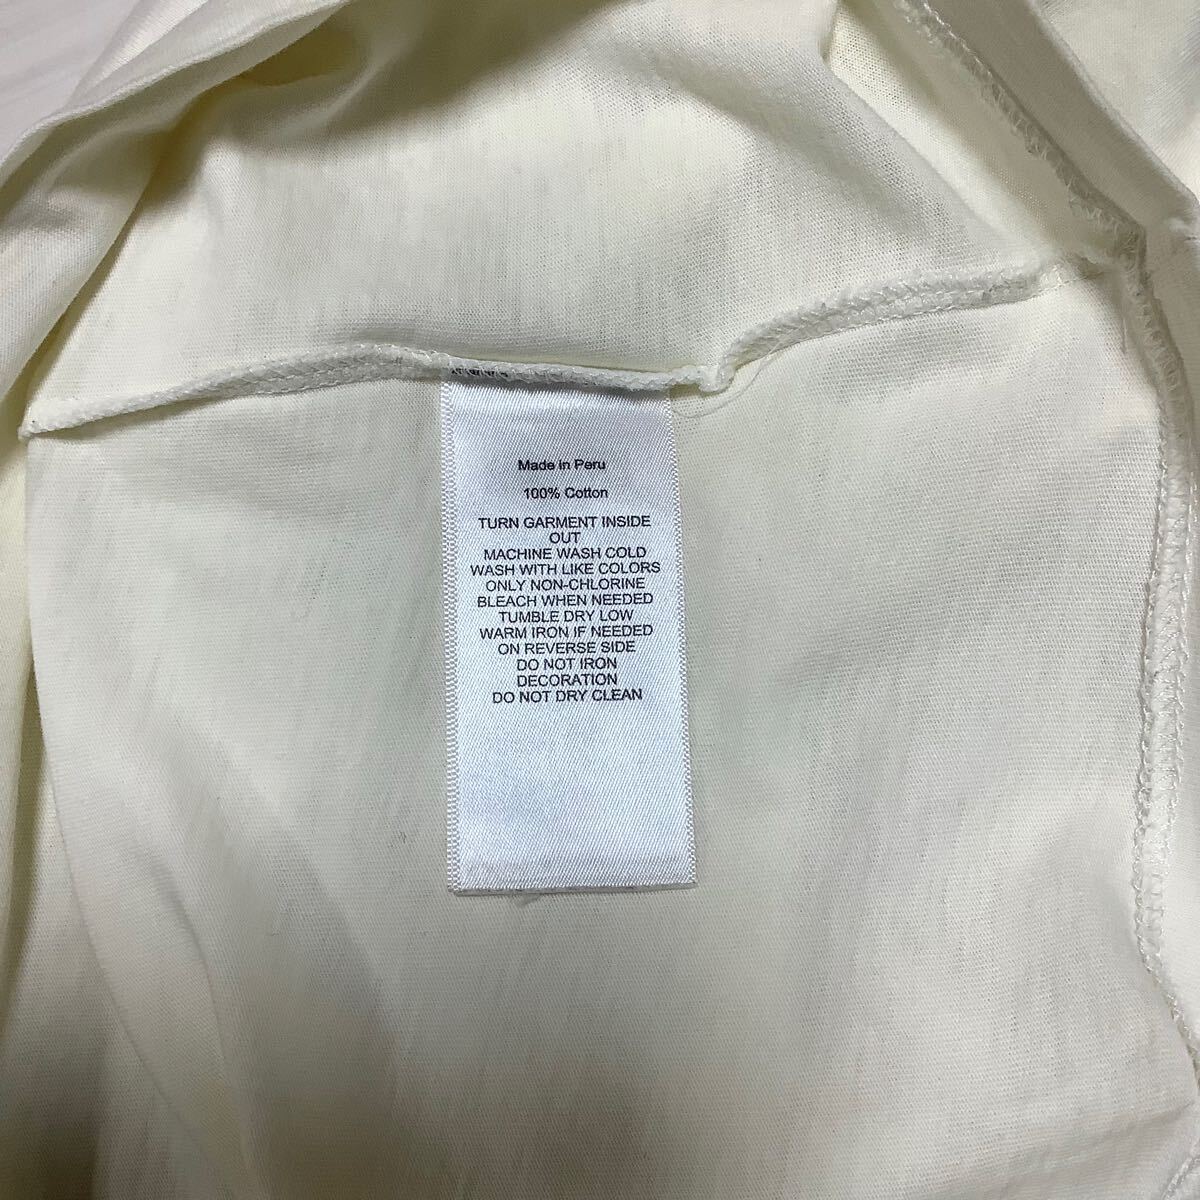 Made in Peru
100% Cotton
TURN GARMENT INSIDE
OUT
MACHINE WASH COLD
WASH WITH LIKE COLORS
ONLY NON-CHLORINE
BLEACH WHEN NEEDED
TUMBLE DRY LOW
WARM IRON IF NEEDED
ON REVERSE SIDE
DO NOT IRON
DECORATION
DO NOT DRY CLEAN